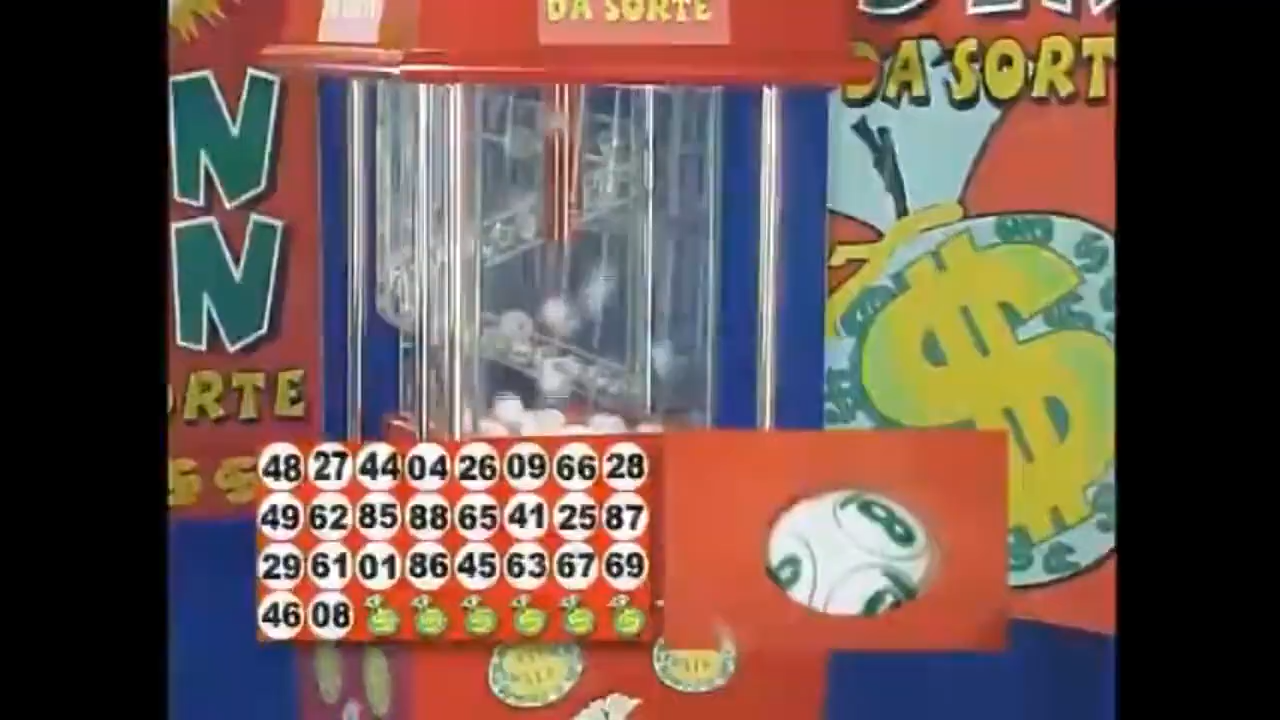 DA SORTE
DA SORT
N
N
ORTE
48 27 44 04 26 09 66 28
49 62 85 88 65 41 25 87
29 61 01 86 45 63 67 69
46 08
$